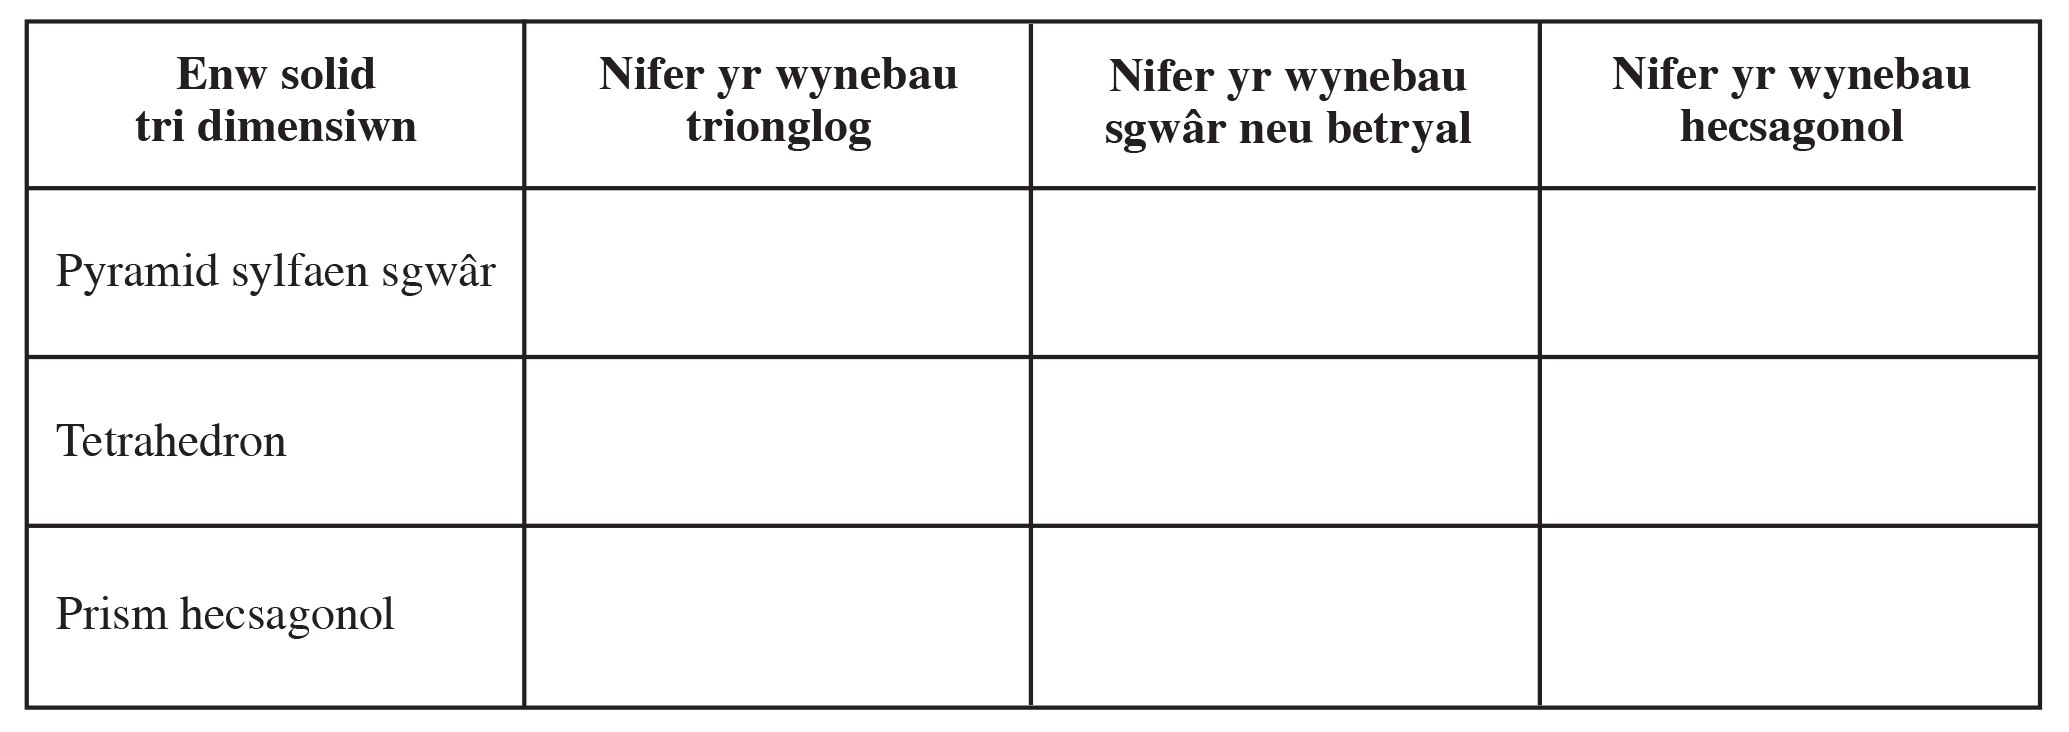 Enw solid
tri dimensiwn
Nifer yr wynebau
trionglog
Nifer yr wynebau
sgwâr neu betryal
Nifer yr wynebau
hecsagonol
Pyramid sylfaen sgwâr
Tetrahedron
Prism hecsagonol